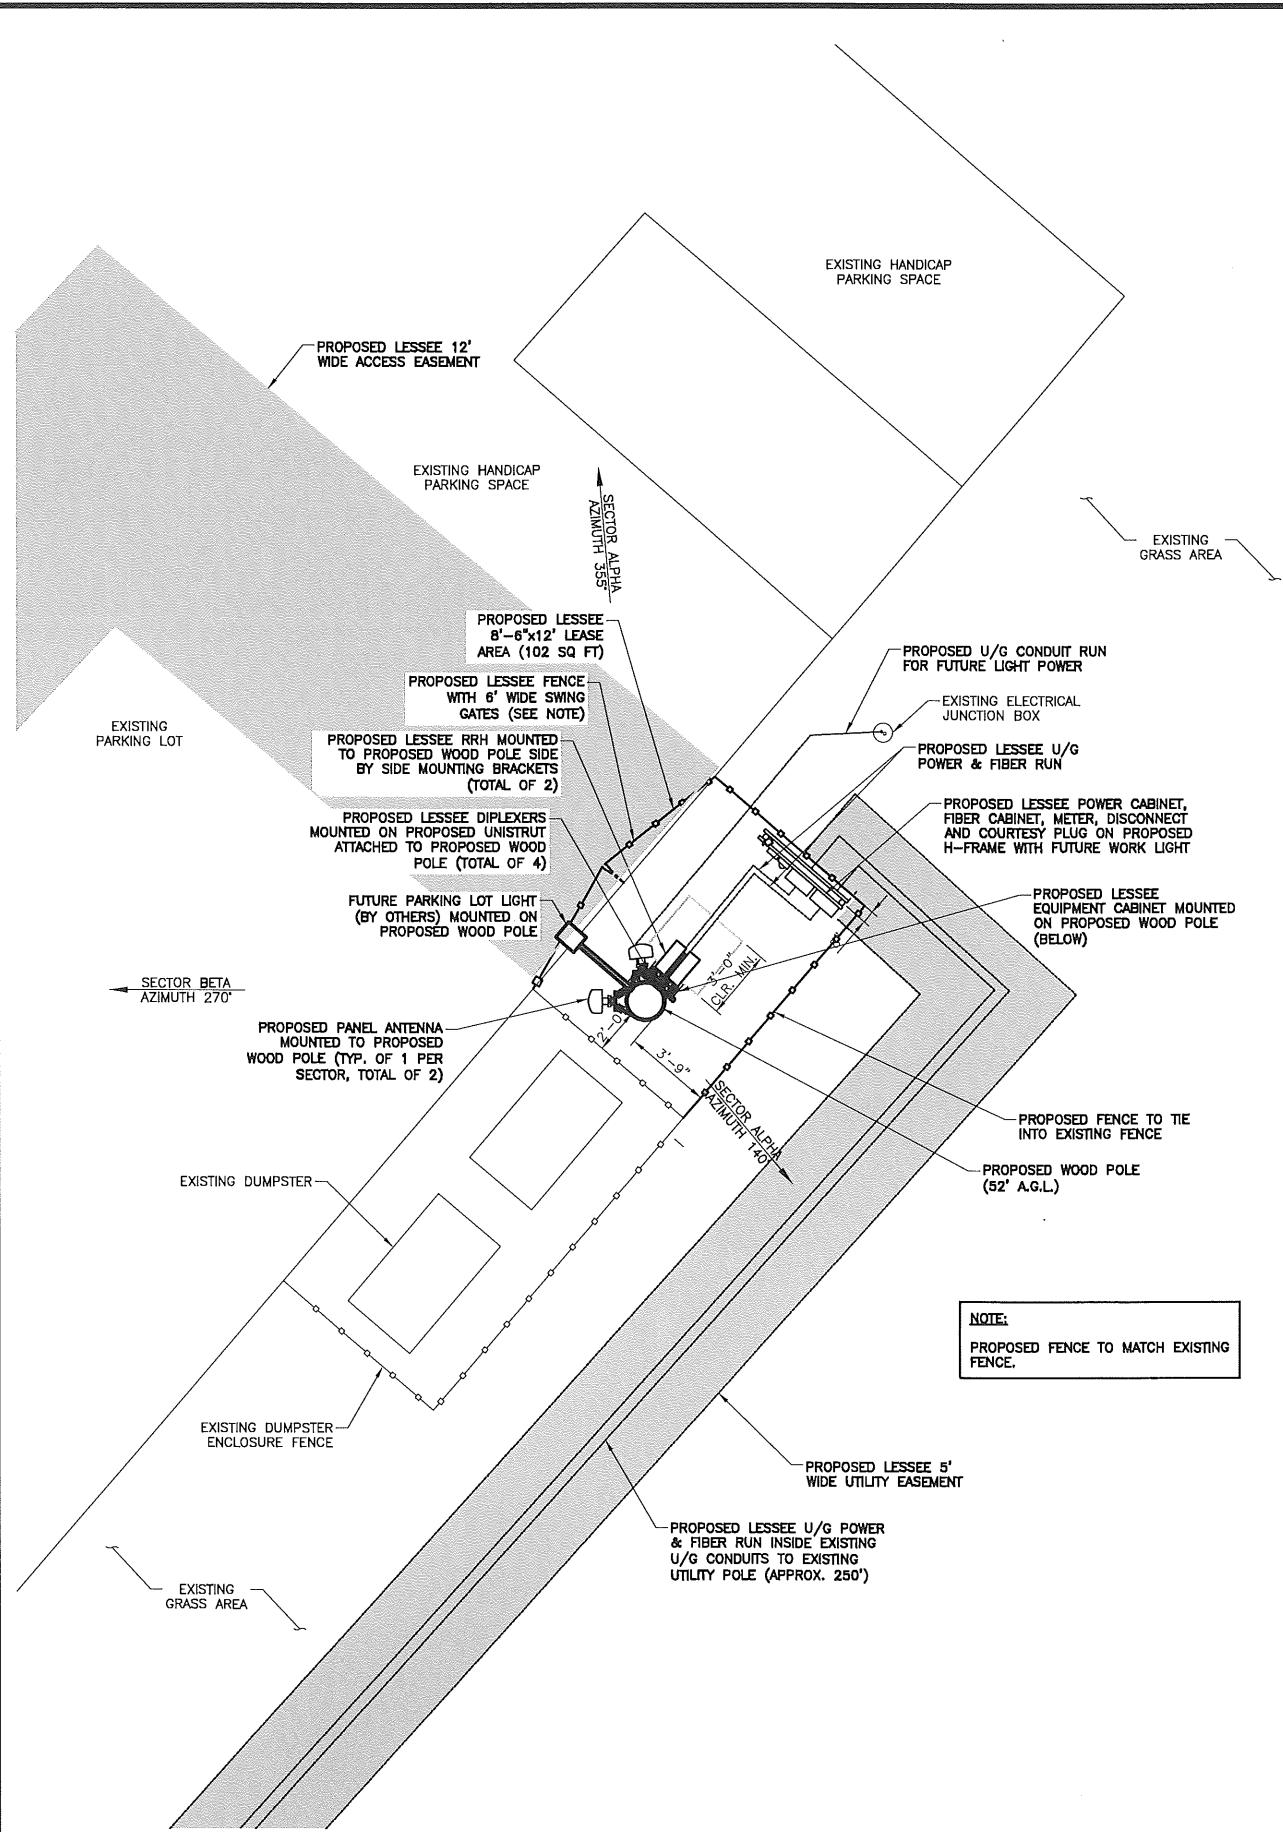 EXISTING HANDICAP
PARKING SPACE
PROPOSED LESSEE 12'
WIDE ACCESS EASEMENT
EXISTING HANDICAP
PARKING SPACE
SECTOR ALPHA
AZIMUTH 355°
EXISTING
GRASS AREA
PROPOSED LESSEE
8'-6"x12' LEASE
AREA (102 SQ FT)
PROPOSED U/G CONDUIT RUN
FOR FUTURE LIGHT POWER
PROPOSED LESSEE FENCE
WITH 6' WIDE SWING
GATES (SEE NOTE)
EXISTING ELECTRICAL
JUNCTION BOX
EXISTING
PARKING LOT
PROPOSED LESSEE RRH MOUNTED
TO PROPOSED WOOD POLE SIDE
BY SIDE MOUNTING BRACKETS
(TOTAL OF 2)
PROPOSED LESSEE U/G
POWER & FIBER RUN
PROPOSED LESSEE DIPLEXERS
MOUNTED ON PROPOSED UNISTRUT
ATTACHED TO PROPOSED WOOD
POLE (TOTAL OF 4)
PROPOSED LESSEE POWER CABINET,
FIBER CABINET, METER, DISCONNECT
AND COURTESY PLUG ON PROPOSED
H-FRAME WITH FUTURE WORK LIGHT
FUTURE PARKING LOT LIGHT
(BY OTHERS) MOUNTED ON
PROPOSED WOOD POLE
PROPOSED LESSEE
EQUIPMENT CABINET MOUNTED
ON PROPOSED WOOD POLE
(BELOW)
3'-0"
CLR. MIN.
SECTOR BETA
AZIMUTH 270°
PROPOSED PANEL ANTENNA
MOUNTED TO PROPOSED
WOOD POLE (TYP. OF 1 PER
SECTOR, TOTAL OF 2)
2'-0
3'-9"
SECTOR ALPHA
AZIMUTH 140°
PROPOSED FENCE TO TIE
INTO EXISTING FENCE
PROPOSED WOOD POLE
(52' A.G.L.)
EXISTING DUMPSTER
NOTE:
PROPOSED FENCE TO MATCH EXISTING
FENCE.
EXISTING DUMPSTER
ENCLOSURE FENCE
PROPOSED LESSEE 5'
WIDE UTILITY EASEMENT
PROPOSED LESSEE U/G POWER
& FIBER RUN INSIDE EXISTING
U/G CONDUITS TO EXISTING
UTILITY POLE (APPROX. 250')
EXISTING
GRASS AREA